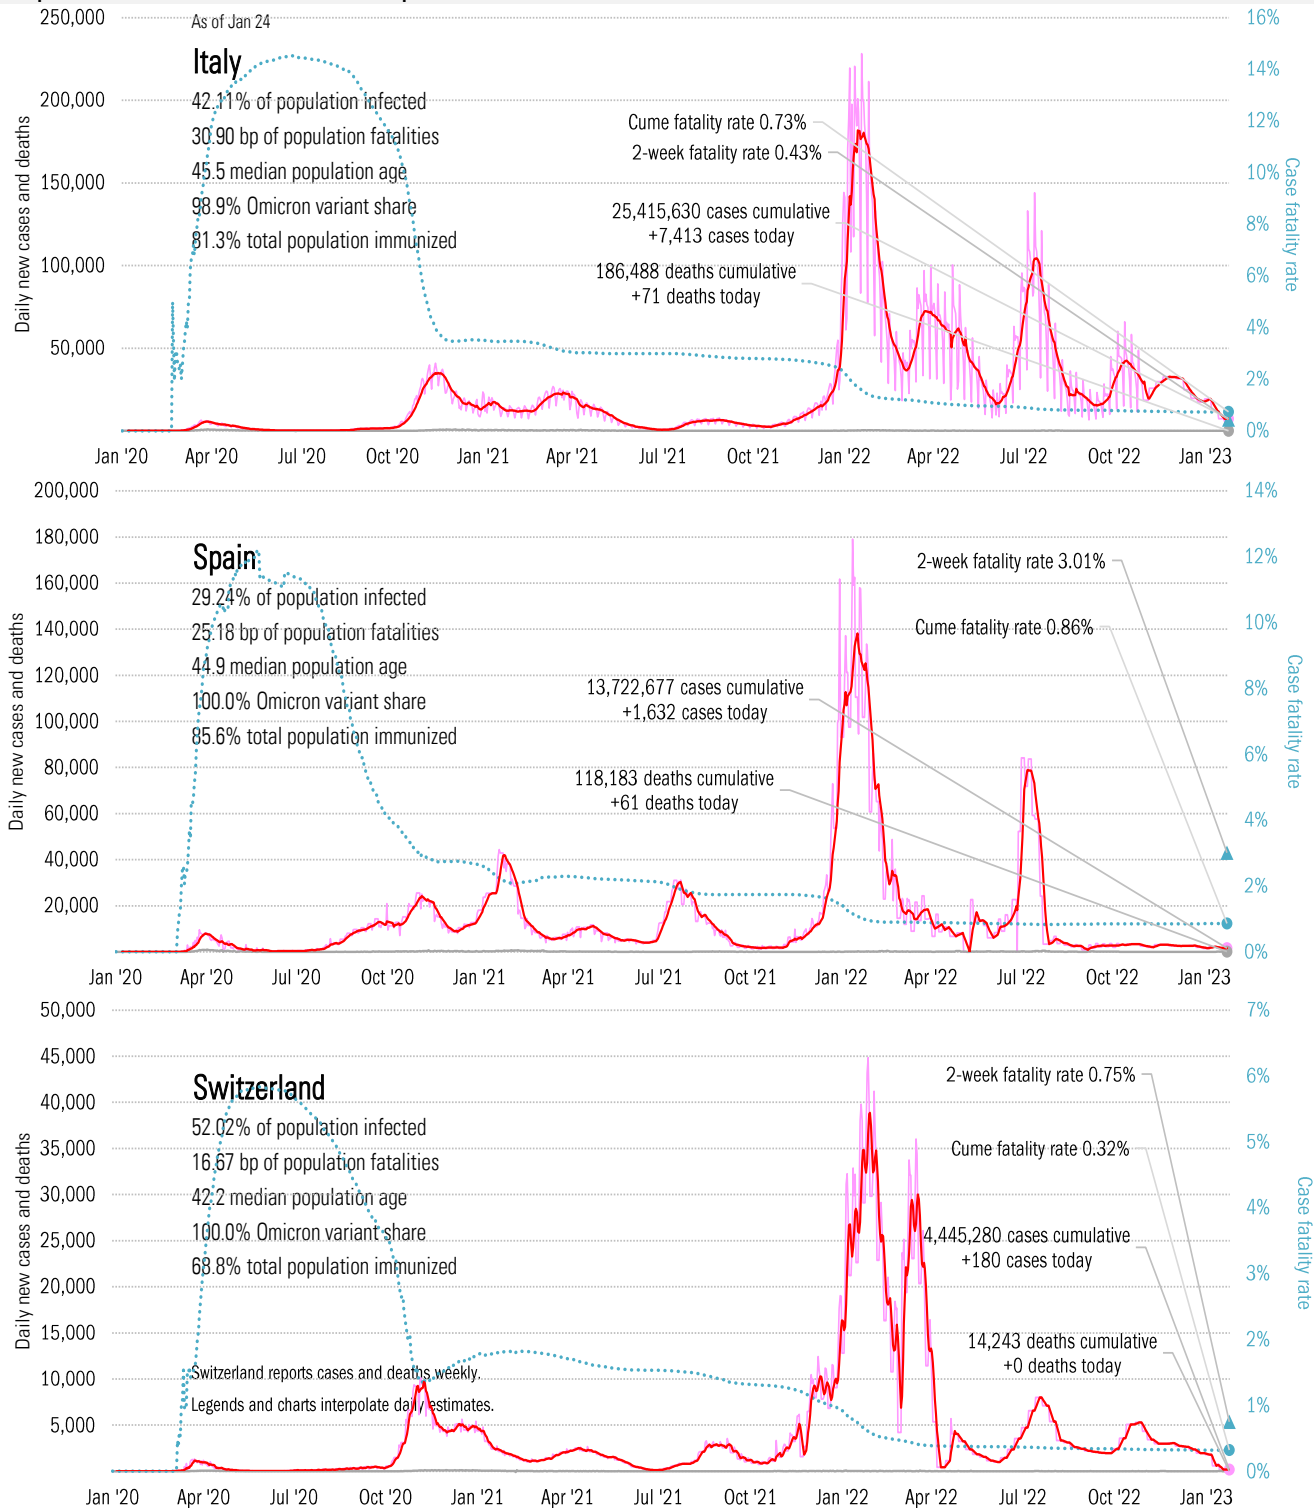 As of Jan 24
Italy
42.11% of population infected
30.90 bp of population fatalities
45.5 median population age
98.9% Omicron variant share
81.3% total population immunized
Cume fatality rate 0.73%
2-week fatality rate 0.43%
25,415,630 cases cumulative
+7,413 cases today
186,488 deaths cumulative
+71 deaths today
Daily new cases and deaths
250,000
200,000
150,000
100,000
50,000
16%
14%
12%
10%
8%
6%
4%
2%
0%
Case fatality rate
Jan '20 Apr '20 Jul '20 Oct '20 Jan '21 Apr '21 Jul '21 Oct '21 Jan '22 Apr '22 Jul '22 Oct '22 Jan '23
Spain
29.24% of population infected
25.18 bp of population fatalities
44.9 median population age
100.0% Omicron variant share
85.6% total population immunized
2-week fatality rate 3.01%
Cume fatality rate 0.86%
13,722,677 cases cumulative
+1,632 cases today
118,183 deaths cumulative
+61 deaths today
Daily new cases and deaths
200,000
180,000
160,000
140,000
120,000
100,000
80,000
60,000
40,000
20,000
14%
12%
10%
8%
6%
4%
2%
0%
Case fatality rate
Jan '20 Apr '20 Jul '20 Oct '20 Jan '21 Apr '21 Jul '21 Oct '21 Jan '22 Apr '22 Jul '22 Oct '22 Jan '23
Switzerland
52.02% of population infected
16.67 bp of population fatalities
42.2 median population age
100.0% Omicron variant share
68.8% total population immunized
Switzerland reports cases and deaths weekly.
Legends and charts interpolate daily estimates.
2-week fatality rate 0.75%
Cume fatality rate 0.32%
4,445,280 cases cumulative
+180 cases today
14,243 deaths cumulative
+0 deaths today
Daily new cases and deaths
50,000
45,000
40,000
35,000
30,000
25,000
20,000
15,000
10,000
5,000
7%
6%
5%
4%
3%
2%
1%
0%
Case fatality rate
Jan '20 Apr '20 Jul '20 Oct '20 Jan '21 Apr '21 Jul '21 Oct '21 Jan '22 Apr '22 Jul '22 Oct '22 Jan '23